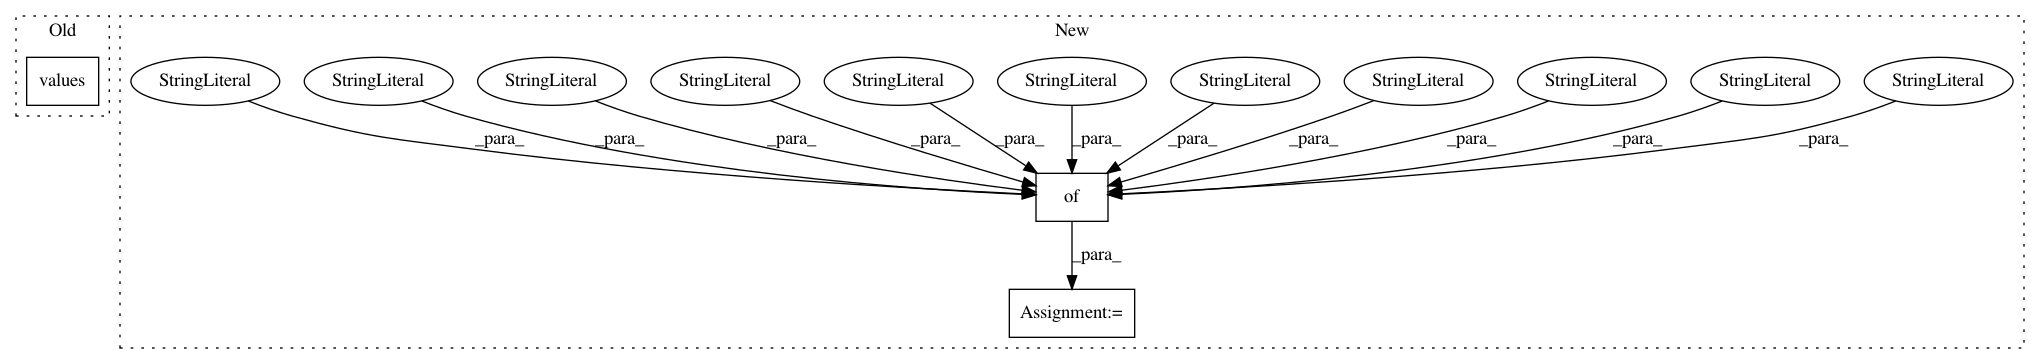 Old
New
values
StringLiteral StringLiteral StringLiteral StringLiteral StringLiteral StringLiteral StringLiteral StringLiteral StringLiteral StringLiteral StringLiteral
_para_ _para_ _para_ _para_ _para_ _para_ _para_ _para_ _para_ _para_ _para_
of
_para_
Assignment:=